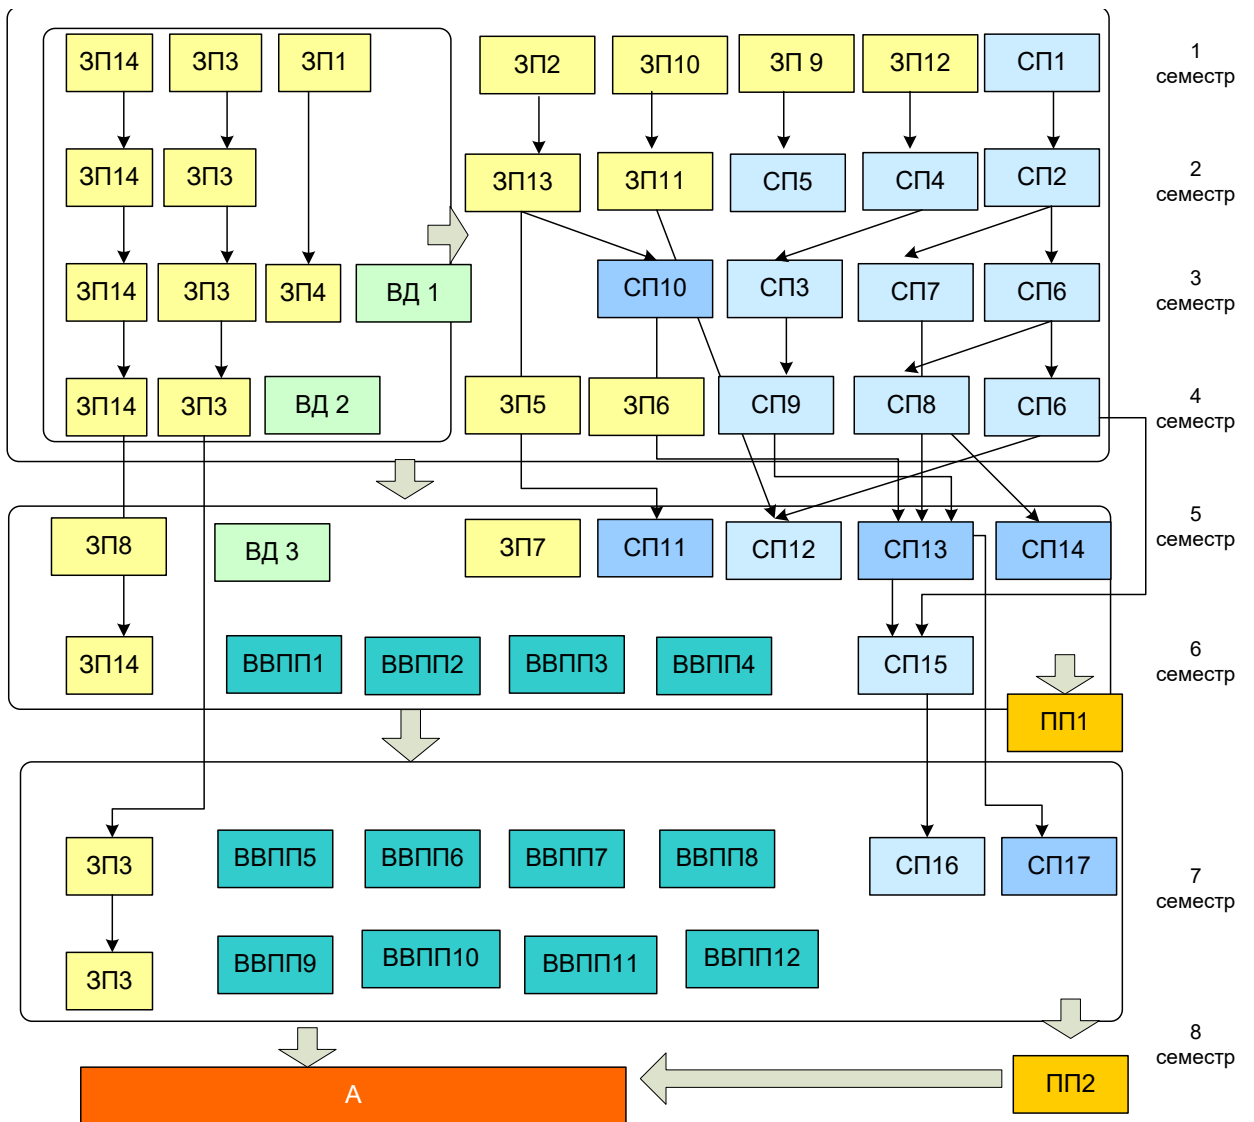 ЗП14 ЗП3 ЗП1 ЗП2 ЗП10 ЗП 9 ЗП12 СП1 1
семестр
ЗП14 ЗП3 ЗП13 ЗП11 СП5 СП4 СП2 2
семестр
ЗП14 ЗП3 ЗП4 ВД 1 СП10 СП3 СП7 СП6 3
семестр
ЗП14 ЗП3 ВД 2 ЗП5 ЗП6 СП9 СП8 СП6 4
семестр
ЗП8 ВД 3 ЗП7 СП11 СП12 СП13 СП14 5
семестр
ЗП14 ВВПП1 ВВПП2 ВВПП3 ВВПП4 СП15 6
семестр
ПП1
ЗП3 ВВПП5 ВВПП6 ВВПП7 ВВПП8 СП16 СП17 7
семестр
ЗП3 ВВПП9 ВВПП10 ВВПП11 ВВПП12
8
семестр
А ПП2